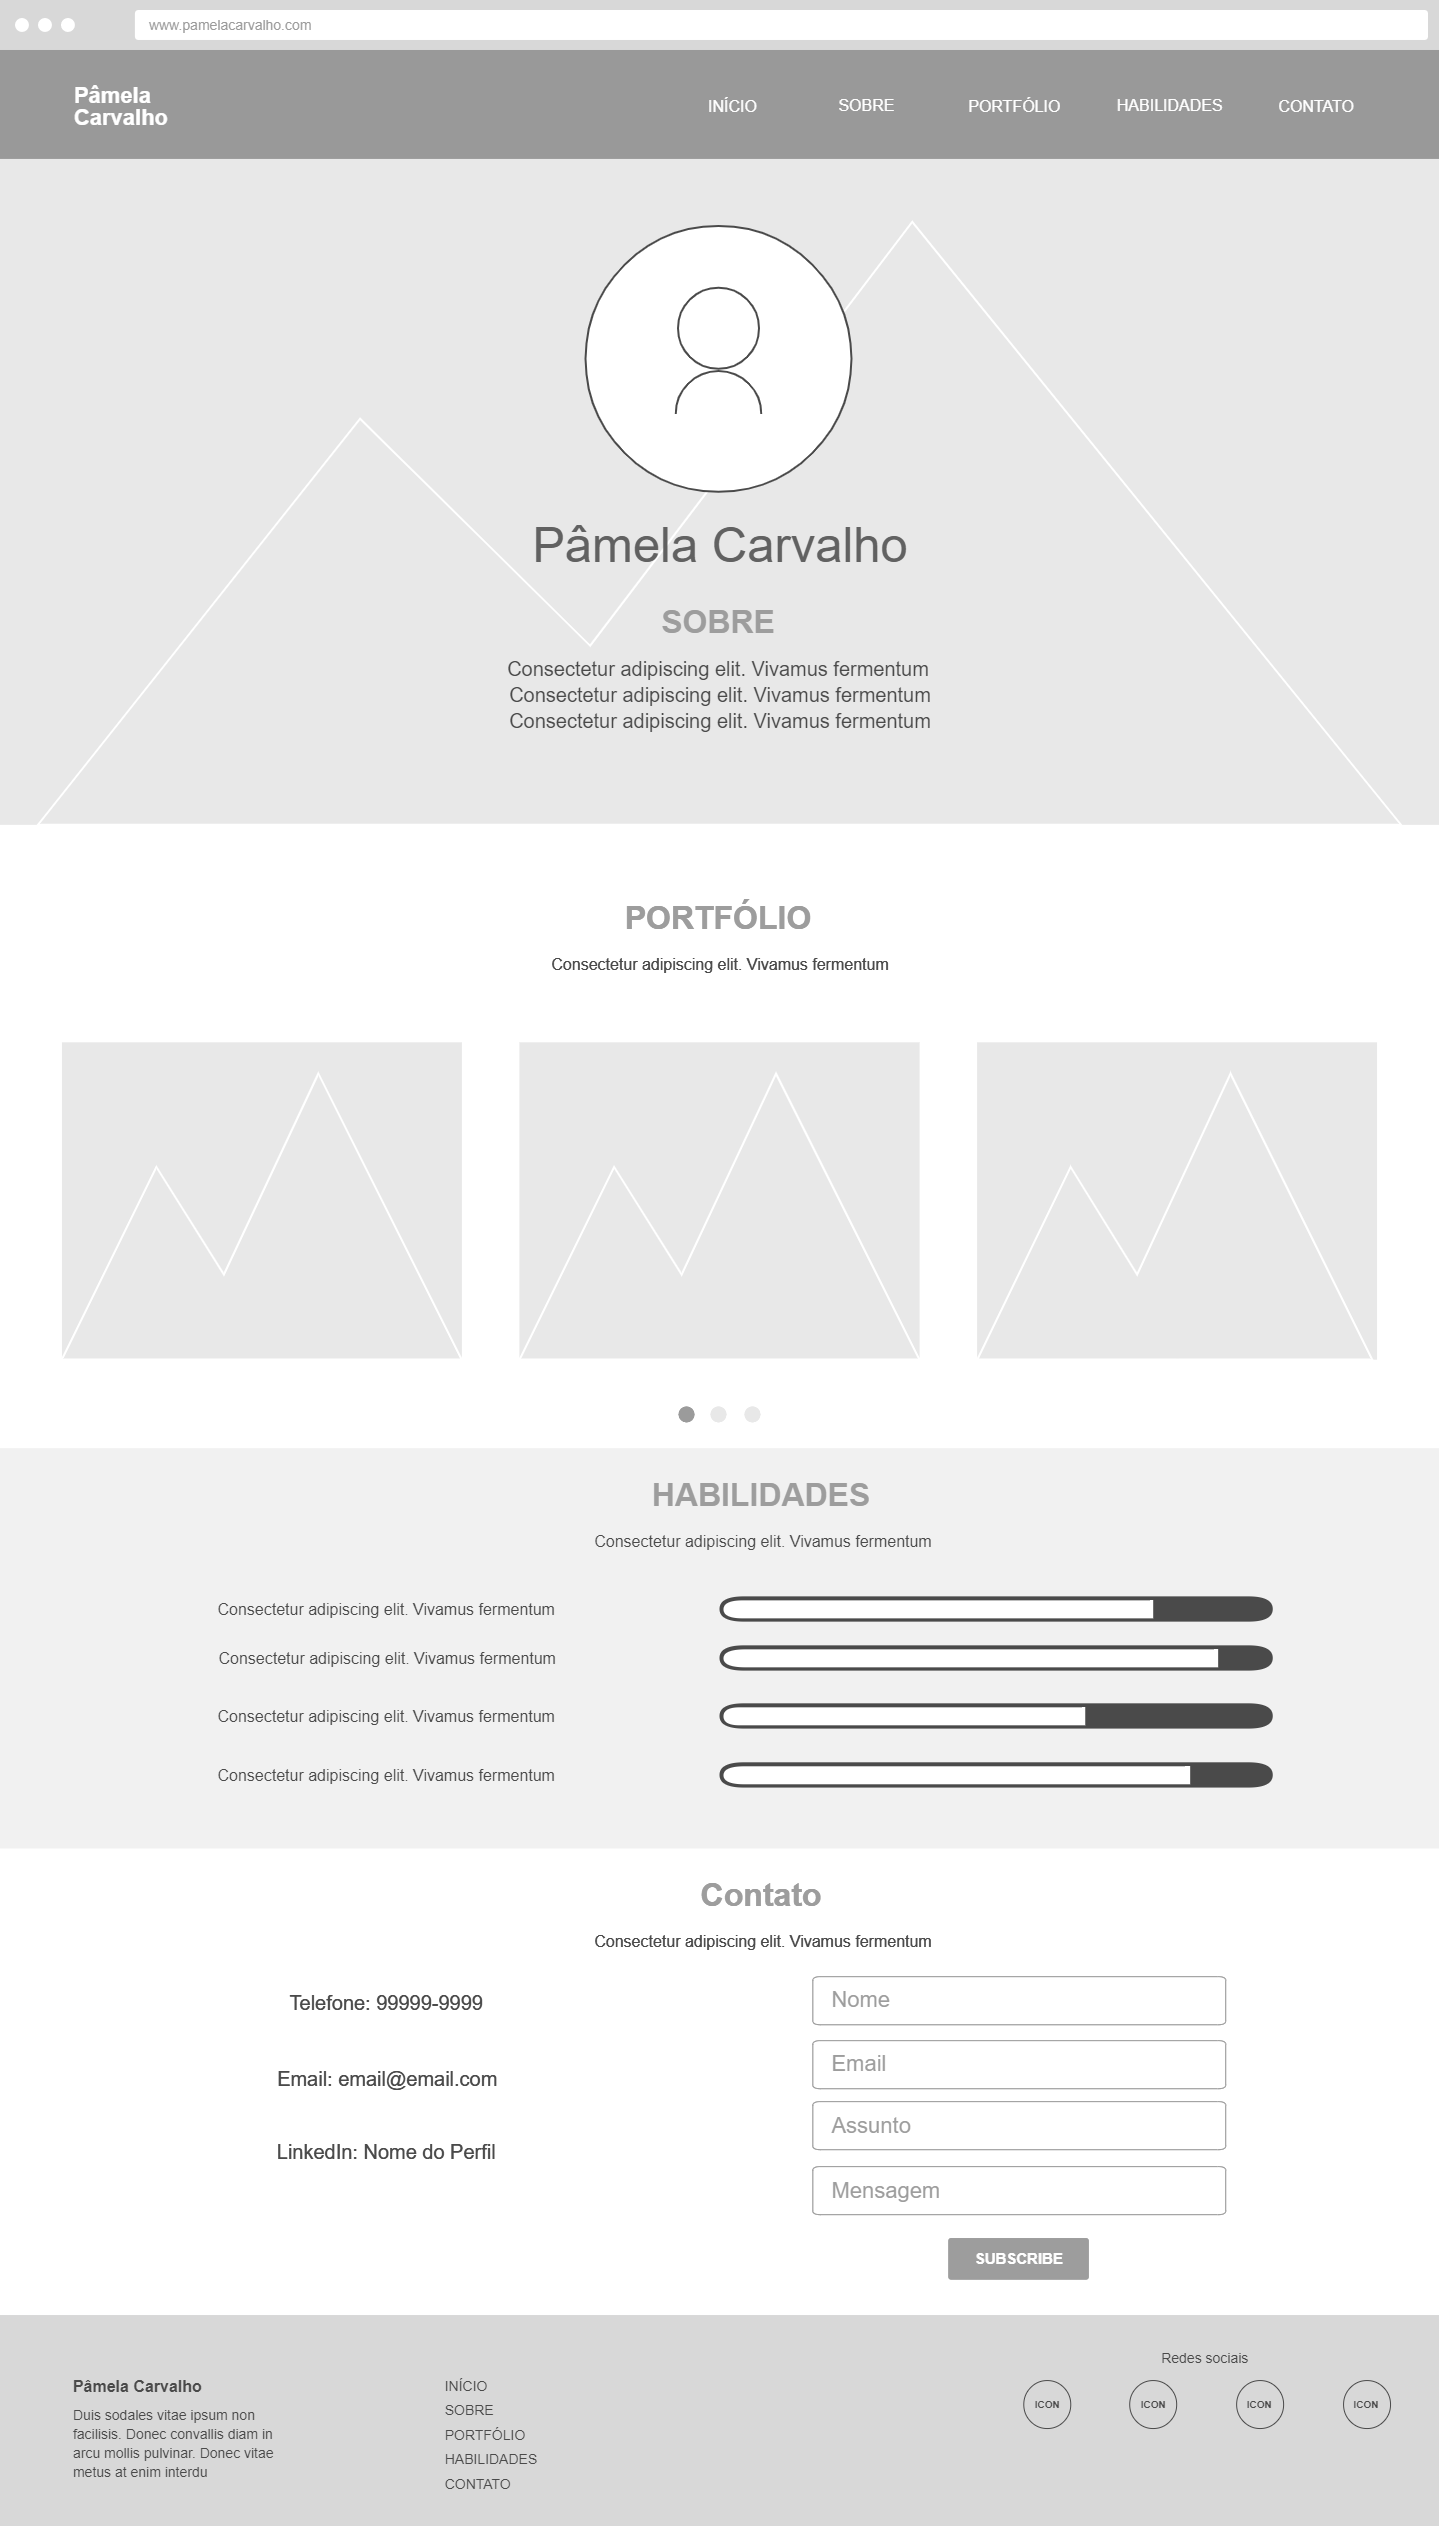 www.pamelacarvalho.com
Pâmela
Carvalho
INÍCIO
SOBRE
PORTFÓLIO
HABILIDADES
CONTATO
Pâmela Carvalho
SOBRE
Consectetur adipiscing elit. Vivamus fermentum
Consectetur adipiscing elit. Vivamus fermentum
Consectetur adipiscing elit. Vivamus fermentum
PORTFÓLIO
Consectetur adipiscing elit. Vivamus fermentum
HABILIDADES
Consectetur adipiscing elit. Vivamus fermentum
Consectetur adipiscing elit. Vivamus fermentum
Consectetur adipiscing elit. Vivamus fermentum
Consectetur adipiscing elit. Vivamus fermentum
Consectetur adipiscing elit. Vivamus fermentum
Contato
Consectetur adipiscing elit. Vivamus fermentum
Telefone: 99999-9999
Email: email@email.com
LinkedIn: Nome do Perfil
Nome
Email
Assunto
Mensagem
SUBSCRIBE
Pâmela Carvalho
Duis sodales vitae ipsum non
facilisis. Donec convallis diam in
arcu mollis pulvinar. Donec vitae
metus at enim interdu
INÍCIO
SOBRE
PORTFÓLIO
HABILIDADES
CONTATO
Redes sociais
ICON
ICON
ICON
ICON